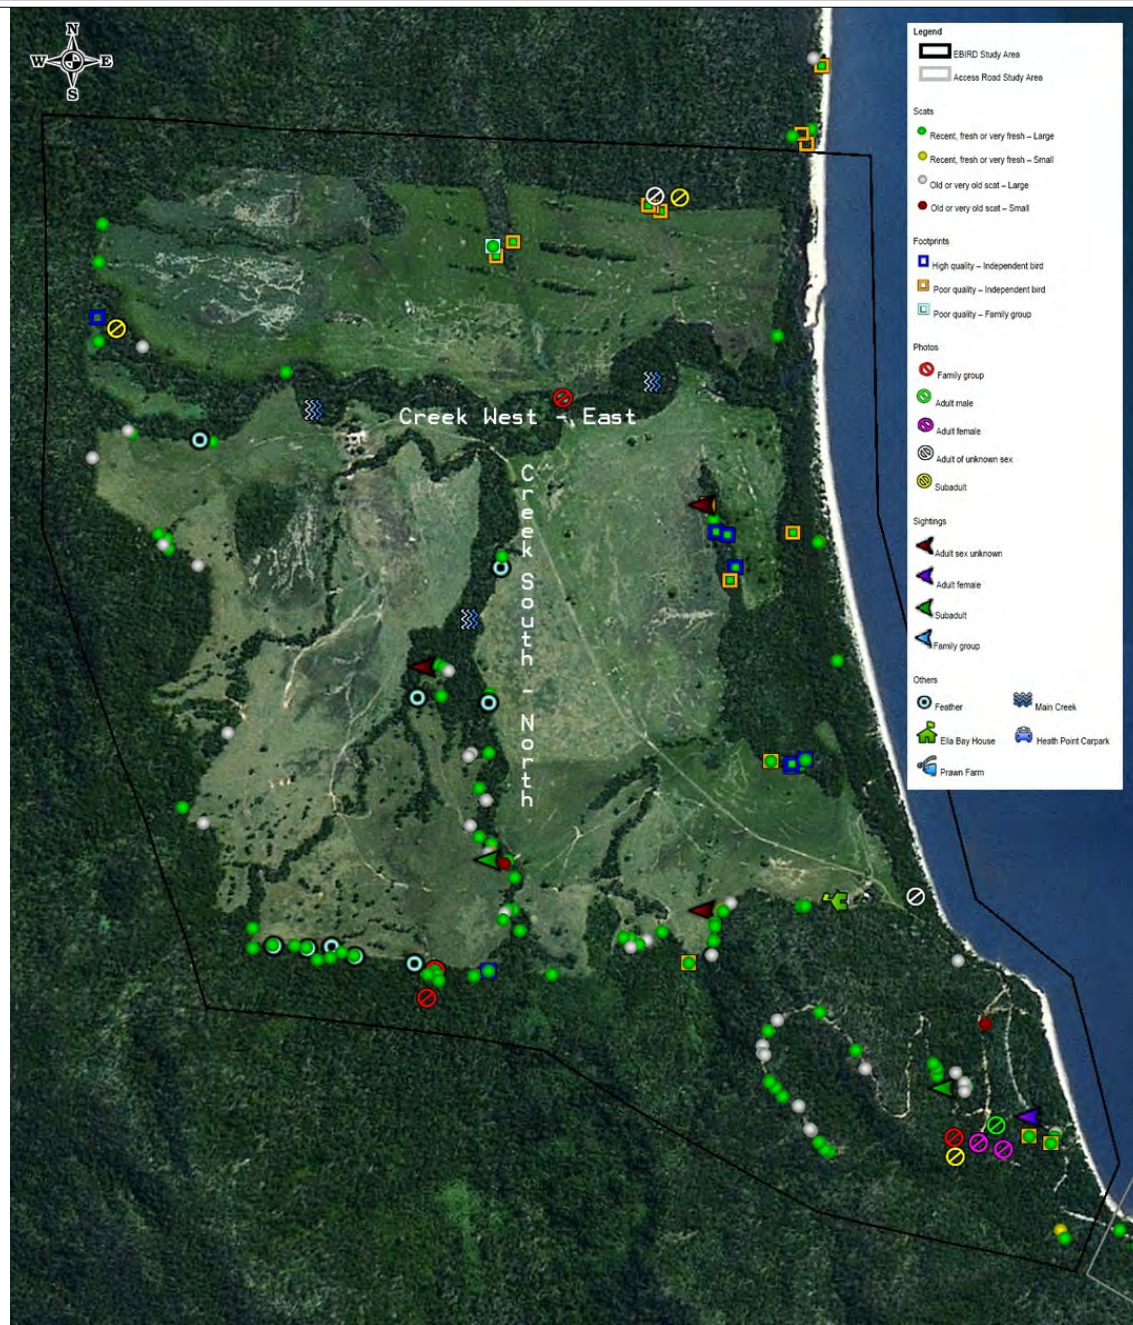 N
W E
S
Legend
EBIRD Study Area
Access Road Study Area
Scats
Recent, fresh or very fresh – Large
Recent, fresh or very fresh – Small
Old or very old scat – Large
Old or very old scat – Small
Footprints
High quality – Independent bird
Poor quality – Independent bird
Poor quality – Family group
Photos
Family group
Adult male
Adult female
Adult of unknown sex
Subadult
Sightings
Adult sex unknown
Adult female
Subadult
Family group
Others
Feather
Main Creek
Ella Bay House
Heath Point Carpark
Prawn Farm
Creek West - East
Creek South - North